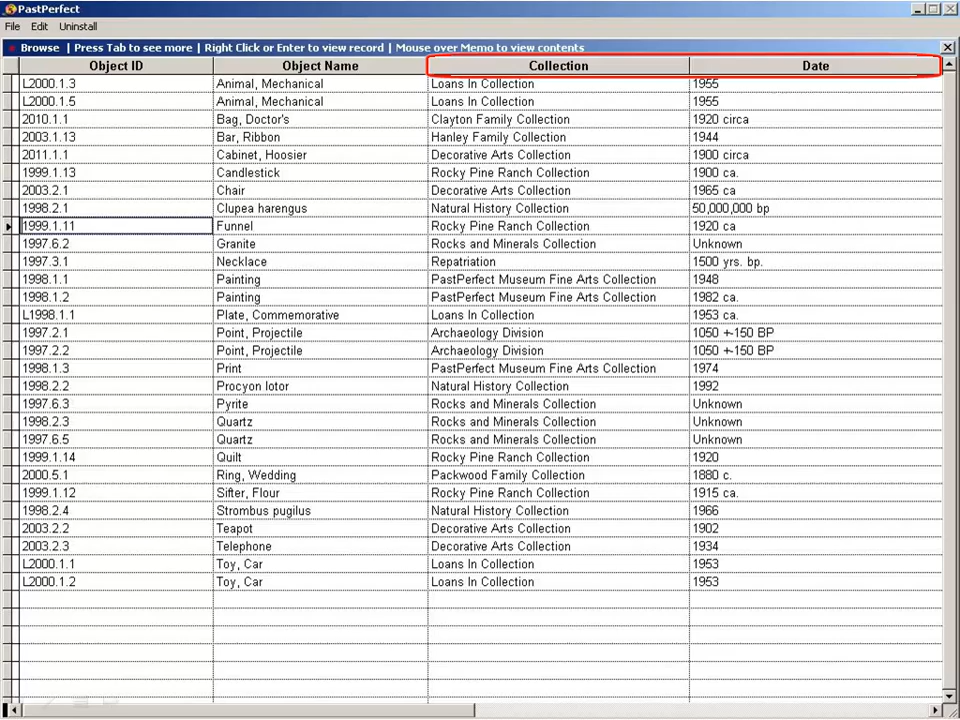 PastPerfect
File Edit Uninstall
Browse | Press Tab to see more | Right Click or Enter to view record | Mouse over Memo to view contents
Object ID Object Name Collection Date
L2000.1.3 Animal, Mechanical Loans In Collection 1955
L2000.1.5 Animal, Mechanical Loans In Collection 1955
2010.1.1 Bag, Doctor's Clayton Family Collection 1920 circa
2003.1.13 Bar, Ribbon Hanley Family Collection 1944
2011.1.1 Cabinet, Hoosier Decorative Arts Collection 1900 circa
1999.1.13 Candlestick Rocky Pine Ranch Collection 1900 ca.
2003.2.1 Chair Decorative Arts Collection 1965 ca
1998.2.1 Clupea harengus Natural History Collection 50,000,000 bp
1999.1.11 Funnel Rocky Pine Ranch Collection 1920 ca
1997.6.2 Granite Rocks and Minerals Collection Unknown
1997.3.1 Necklace Repatriation 1500 yrs. bp.
1998.1.1 Painting PastPerfect Museum Fine Arts Collection 1948
1998.1.2 Painting PastPerfect Museum Fine Arts Collection 1982 ca.
L1998.1.1 Plate, Commemorative Loans In Collection 1953 ca.
1997.2.1 Point, Projectile Archaeology Division 1050 +-150 BP
1997.2.2 Point, Projectile Archaeology Division 1050 +-150 BP
1998.1.3 Print PastPerfect Museum Fine Arts Collection 1974
1998.2.2 Procyon lotor Natural History Collection 1992
1997.6.3 Pyrite Rocks and Minerals Collection Unknown
1998.2.3 Quartz Rocks and Minerals Collection Unknown
1997.6.5 Quartz Rocks and Minerals Collection Unknown
1999.1.14 Quilt Rocky Pine Ranch Collection 1920
2000.5.1 Ring, Wedding Packwood Family Collection 1880 c.
1999.1.12 Sifter, Flour Rocky Pine Ranch Collection 1915 ca.
1998.2.4 Strombus pugilus Natural History Collection 1966
2003.2.2 Teapot Decorative Arts Collection 1902
2003.2.3 Telephone Decorative Arts Collection 1934
L2000.1.1 Toy, Car Loans In Collection 1953
L2000.1.2 Toy, Car Loans In Collection 1953